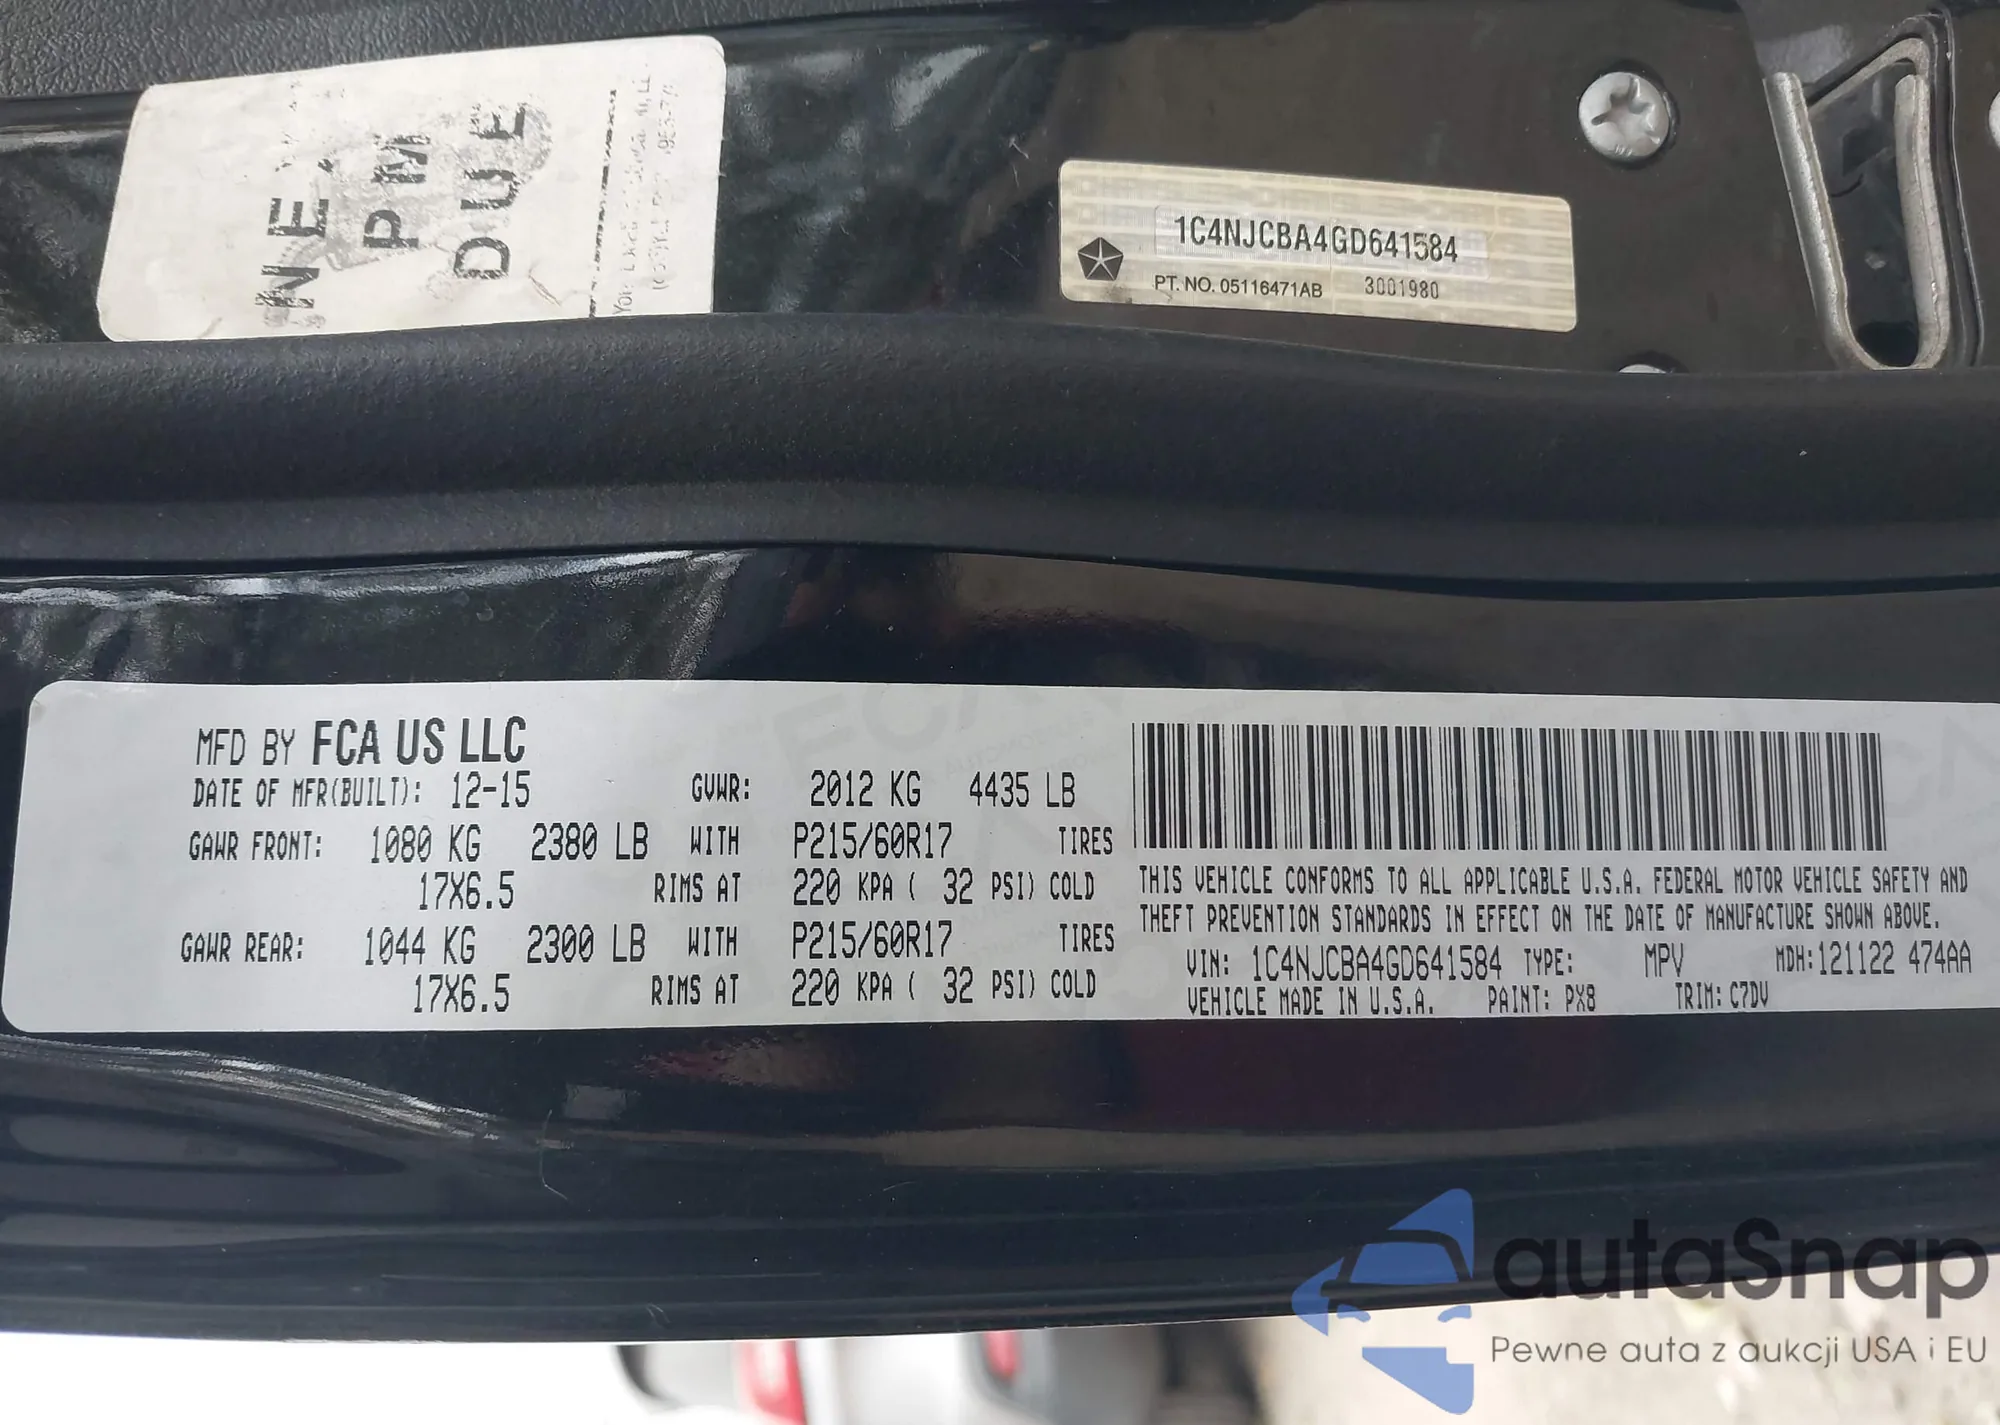 NEXT
PM
DUE
1C4NJCBA4GD641584
PT. NO. 05116471AB 3001980
MFD BY FCA US LLC
DATE OF MFR(BUILT): 12-15 GVWR: 2012 KG 4435 LB
GAWR FRONT: 1080 KG 2380 LB WITH P215/60R17 TIRES
17X6.5 RIMS AT 220 KPA ( 32 PSI) COLD
GAWR REAR: 1044 KG 2300 LB WITH P215/60R17 TIRES
17X6.5 RIMS AT 220 KPA ( 32 PSI) COLD
THIS VEHICLE CONFORMS TO ALL APPLICABLE U.S.A. FEDERAL MOTOR VEHICLE SAFETY AND
THEFT PREVENTION STANDARDS IN EFFECT ON THE DATE OF MANUFACTURE SHOWN ABOVE.
VIN: 1C4NJCBA4GD641584 TYPE: MPV MDH: 121122 474AA
VEHICLE MADE IN U.S.A. PAINT: PX8 TRIM: C7DV
autaSnap
Pewne auta z aukcji USA i EU